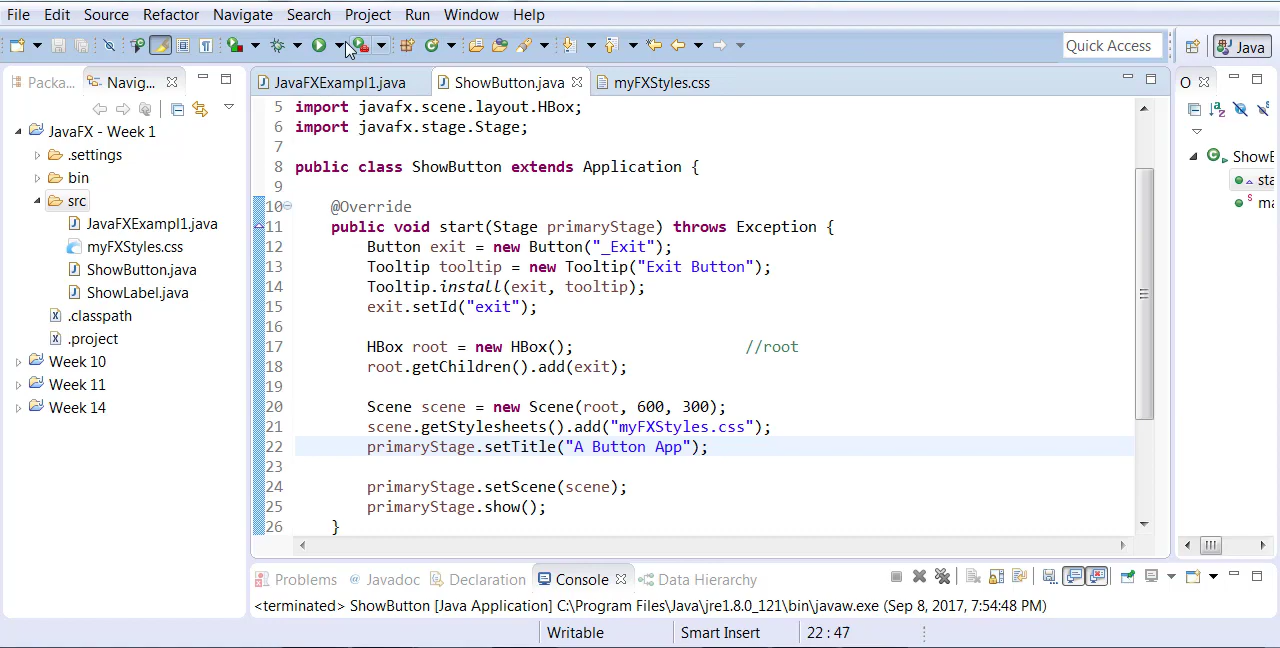 File Edit Source Refactor Navigate Search Project Run Window Help
Quick Access
Java
Packa...
Navig...
JavaFXExampl1.java
ShowButton.java
myFXStyles.css
O
JavaFX - Week 1
.settings
bin
src
JavaFXExampl1.java
myFXStyles.css
ShowButton.java
ShowLabel.java
.classpath
.project
Week 10
Week 11
Week 14
5 import javafx.scene.layout.HBox;
6 import javafx.stage.Stage;
7
8 public class ShowButton extends Application {
9
10 @Override
11 public void start(Stage primaryStage) throws Exception {
12 Button exit = new Button("_Exit");
13 Tooltip tooltip = new Tooltip("Exit Button");
14 Tooltip.install(exit, tooltip);
15 exit.setId("exit");
16
17 HBox root = new HBox(); //root
18 root.getChildren().add(exit);
19
20 Scene scene = new Scene(root, 600, 300);
21 scene.getStylesheets().add("myFXStyles.css");
22 primaryStage.setTitle("A Button App");
23
24 primaryStage.setScene(scene);
25 primaryStage.show();
26 }
ShowE
sta
ma
Problems @ Javadoc Declaration Console Data Hierarchy
<terminated> ShowButton [Java Application] C:\Program Files\Java\jre1.8.0_121\bin\javaw.exe (Sep 8, 2017, 7:54:48 PM)
Writable
Smart Insert
22 : 47